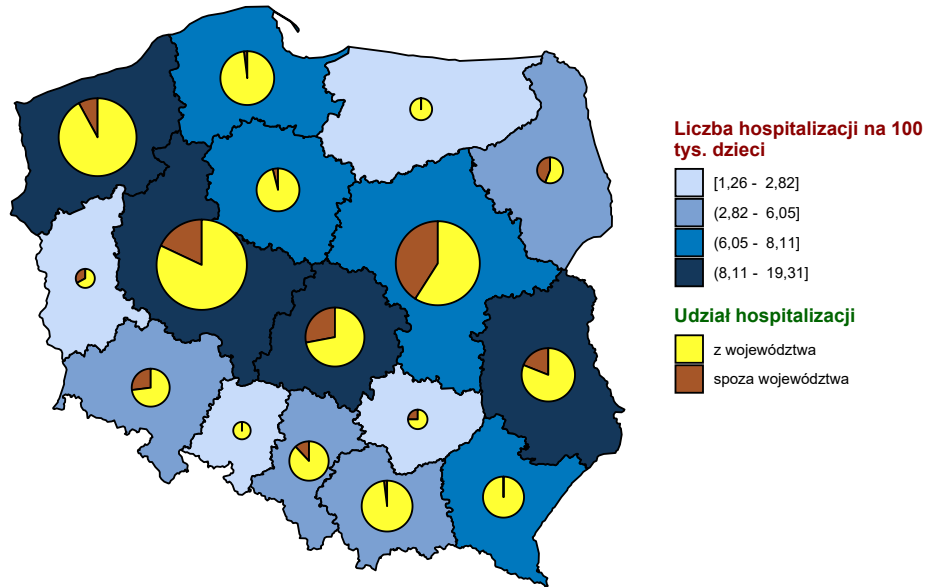 Liczba hospitalizacji na 100
tys. dzieci
[1,26 - 2,82]
(2,82 - 6,05]
(6,05 - 8,11]
(8,11 - 19,31]
Udział hospitalizacji
z województwa
spoza województwa